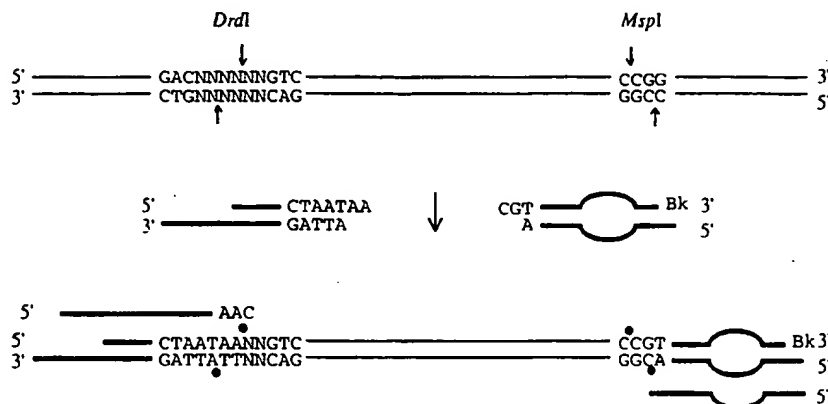 DrdI MspI
5' GACNNNNNNGTC CCGG 3'
3' CTGNNNNNNCAG GGCC 5'
5' CTAATAA CGT Bk 3'
3' GATTA A 5'
5' AAC
5' CTAATAANNGTC CCGT Bk 3'
3' GATTATTNNCAG GGCA 5'
5'